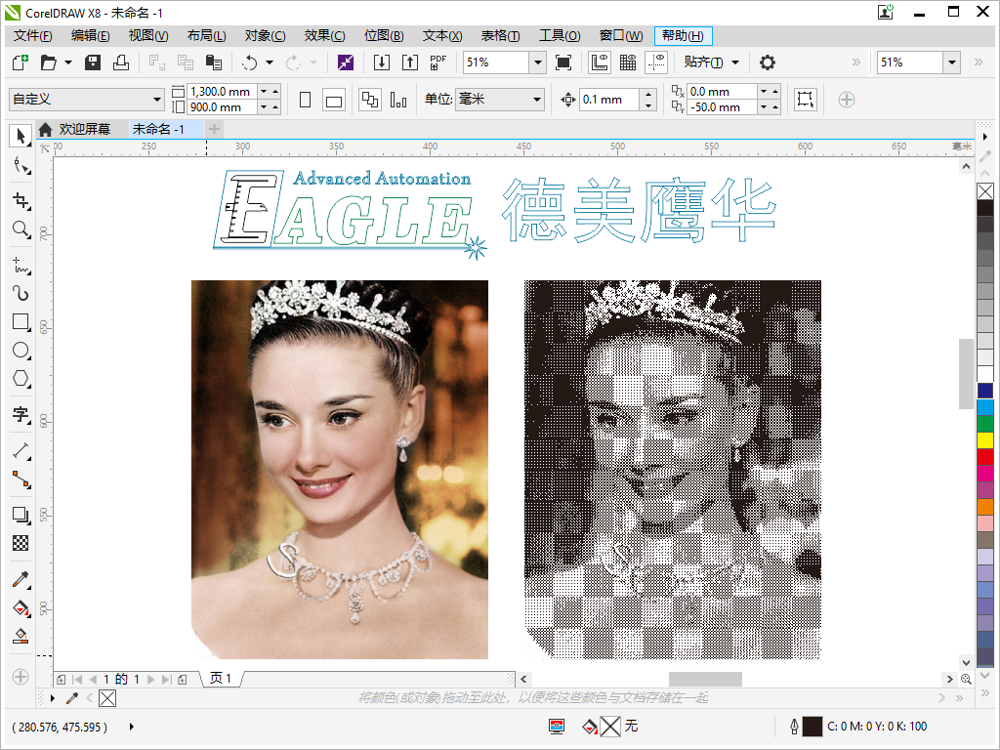 CorelDRAW X8 - 未命名 -1
文件(F) 编辑(E) 视图(V) 布局(L) 对象(C) 效果(C) 位图(B) 文本(X) 表格(T) 工具(O) 窗口(W) 帮助(H)
PDF 51% 贴齐(T) 51%
自定义 1,300.0 mm 900.0 mm 单位: 毫米 0.1 mm 0.0 mm -50.0 mm
欢迎屏幕 未命名 -1
00 250 300 350 400 450 500 550 600 650 毫米
Advanced Automation
EAGLE 德美鹰华
700
650
600
550
500
字
1 的 1 页 1
将颜色(或对象)拖动至此处，以便将这些颜色与文档存储在一起
( 280.576, 475.595 ) 无 C: 0 M: 0 Y: 0 K: 100